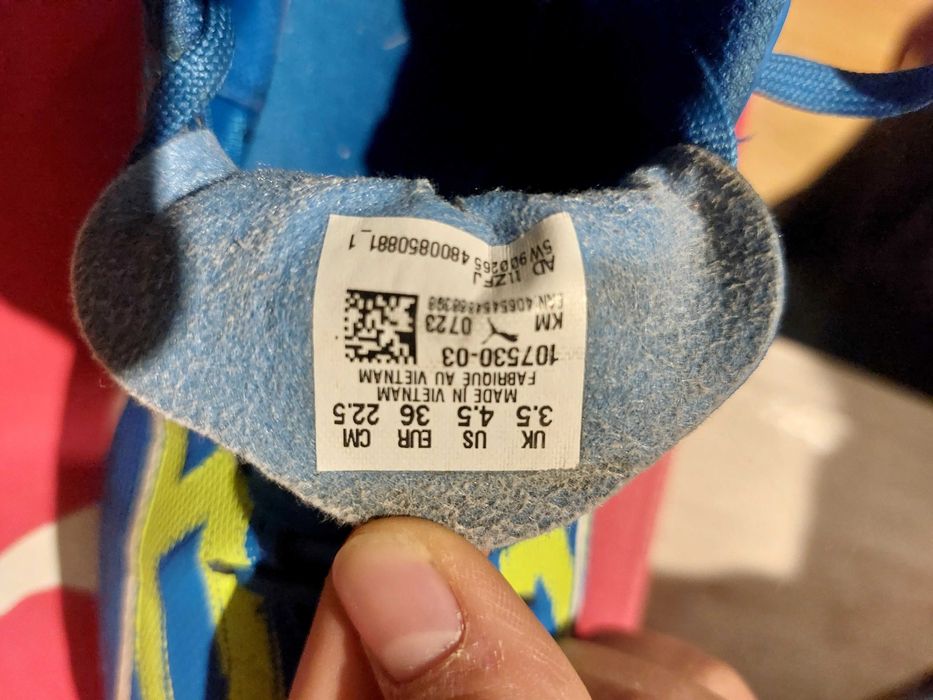 UK US EUR CM
3.5 4.5 36 22.5
MADE IN VIETNAM
FABRIQUE AU VIETNAM
107530-03
KM 0723
EAN
AD IIZFJ
SW 900265 4800850881_1